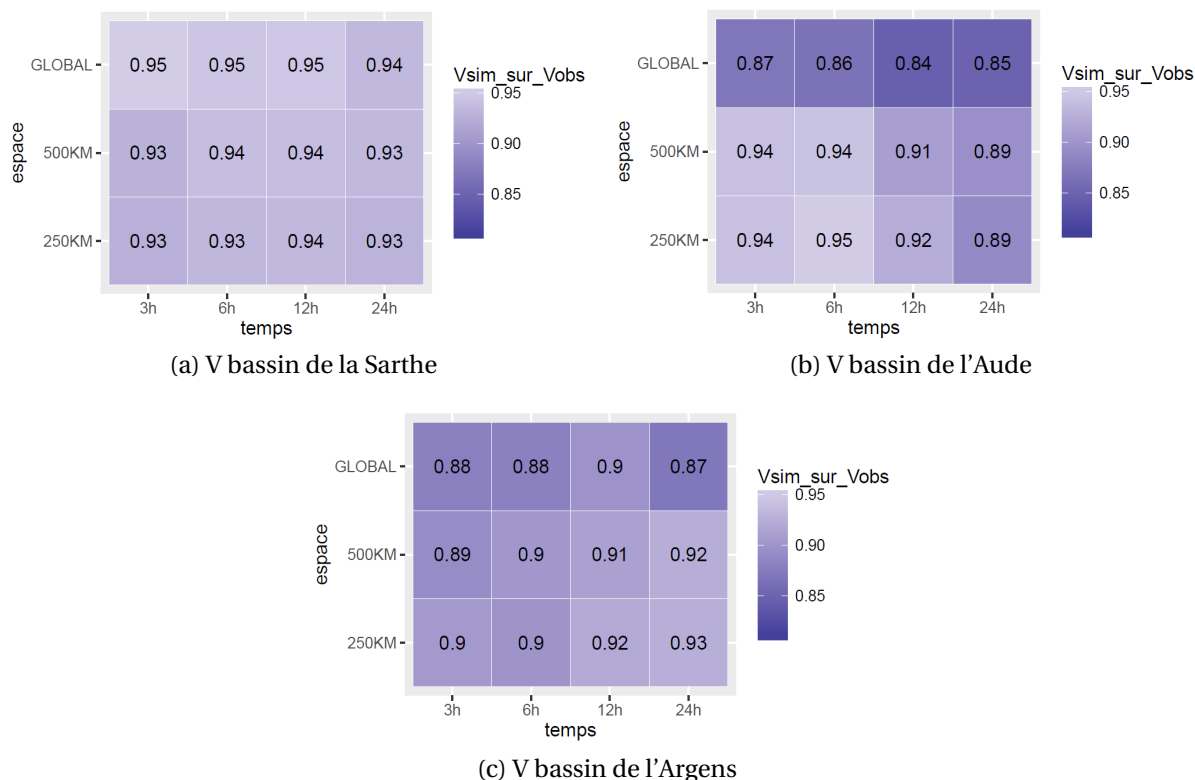 GLOBAL 0.95 0.95 0.95 0.94
500KM 0.93 0.94 0.94 0.93
250KM 0.93 0.93 0.94 0.93
3h 6h 12h 24h
temps
espace
Vsim_sur_Vobs
0.95
0.90
0.85
(a) V bassin de la Sarthe
GLOBAL 0.87 0.86 0.84 0.85
500KM 0.94 0.94 0.91 0.89
250KM 0.94 0.95 0.92 0.89
3h 6h 12h 24h
temps
espace
Vsim_sur_Vobs
0.95
0.90
0.85
(b) V bassin de l'Aude
GLOBAL 0.88 0.88 0.9 0.87
500KM 0.89 0.9 0.91 0.92
250KM 0.9 0.9 0.92 0.93
3h 6h 12h 24h
temps
espace
Vsim_sur_Vobs
0.95
0.90
0.85
(c) V bassin de l'Argens